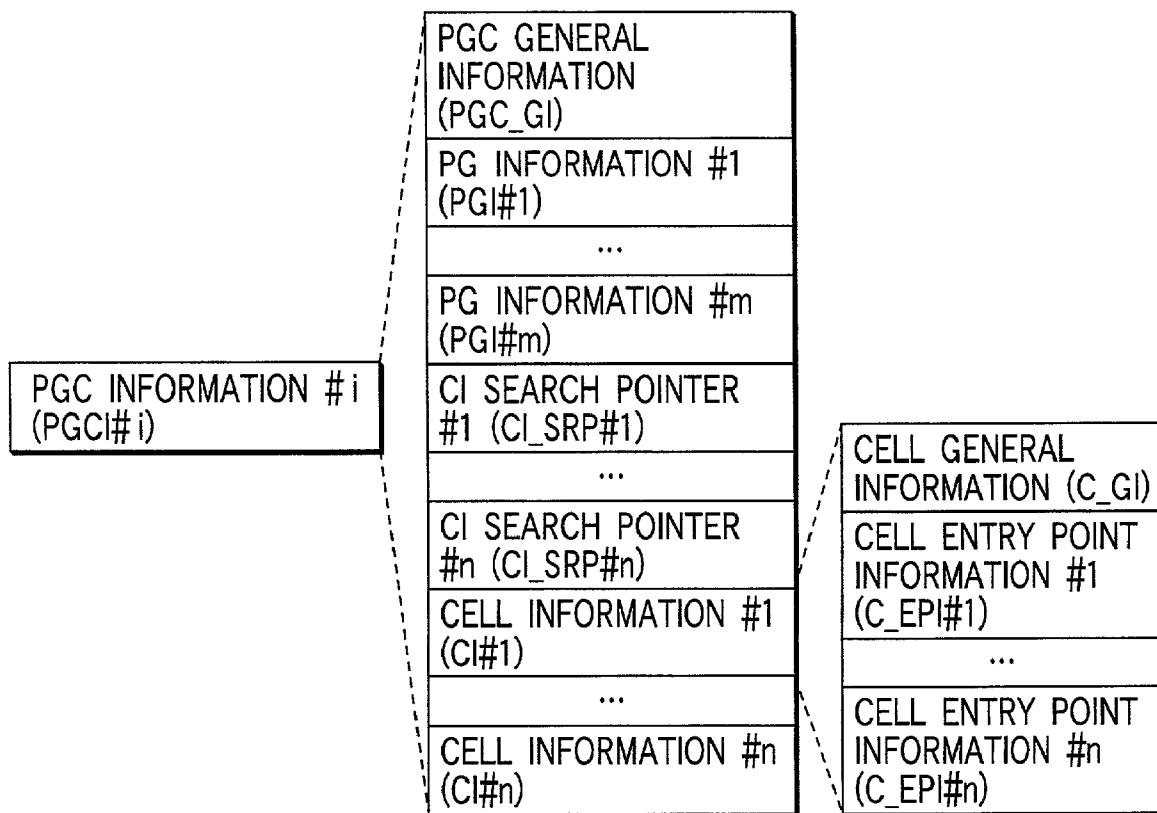 PGC INFORMATION #i
(PGCI#i)
PGC GENERAL
INFORMATION
(PGC_GI)
PG INFORMATION #1
(PGI#1)
...
PG INFORMATION #m
(PGI#m)
CI SEARCH POINTER
#1 (CI_SRP#1)
...
CI SEARCH POINTER
#n (CI_SRP#n)
CELL INFORMATION #1
(CI#1)
...
CELL INFORMATION #n
(CI#n)
CELL GENERAL
INFORMATION (C_GI)
CELL ENTRY POINT
INFORMATION #1
(C_EPI#1)
...
CELL ENTRY POINT
INFORMATION #n
(C_EPI#n)